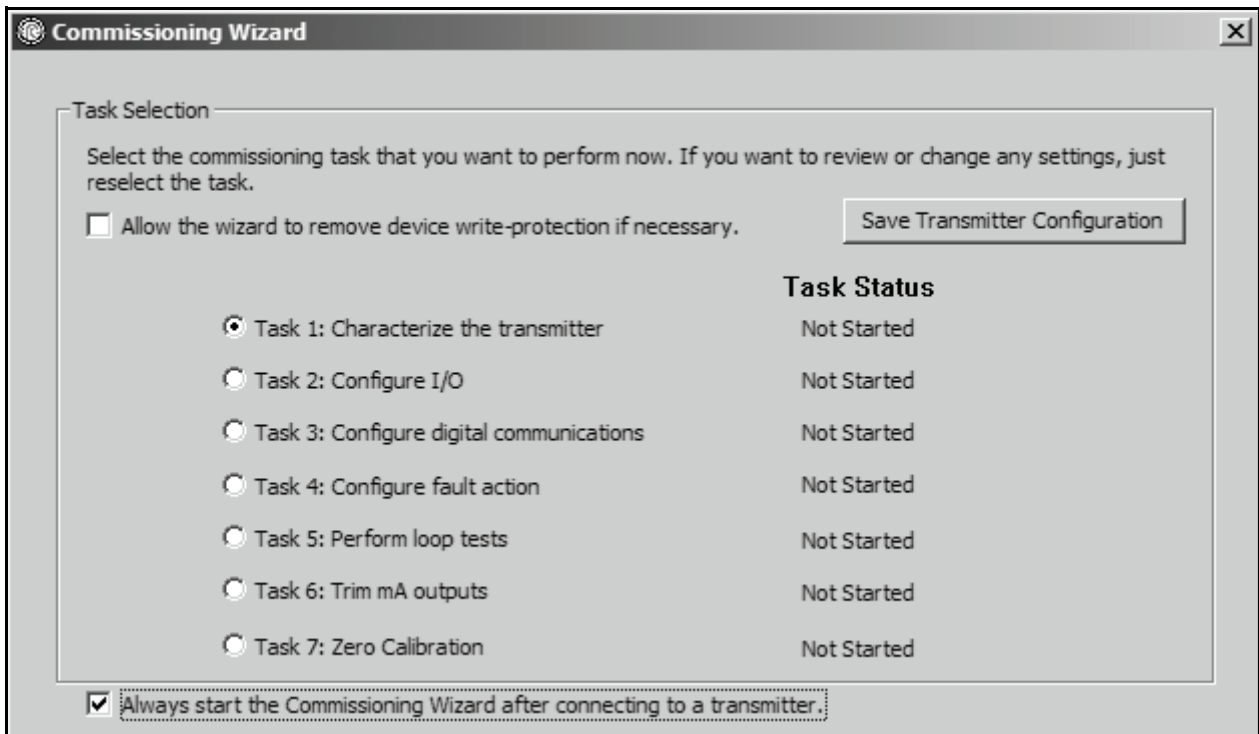 Commissioning Wizard
Task Selection
Select the commissioning task that you want to perform now. If you want to review or change any settings, just
reselect the task.
Allow the wizard to remove device write-protection if necessary.
Save Transmitter Configuration
Task Status
Task 1: Characterize the transmitter Not Started
Task 2: Configure I/O Not Started
Task 3: Configure digital communications Not Started
Task 4: Configure fault action Not Started
Task 5: Perform loop tests Not Started
Task 6: Trim mA outputs Not Started
Task 7: Zero Calibration Not Started
Always start the Commissioning Wizard after connecting to a transmitter.